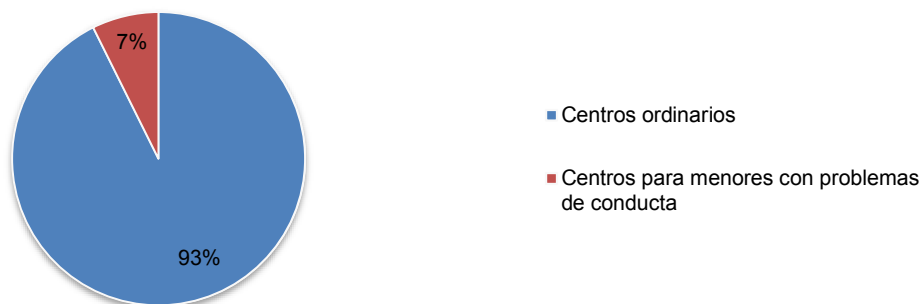 7%
93%
Centros ordinarios
Centros para menores con problemas
de conducta